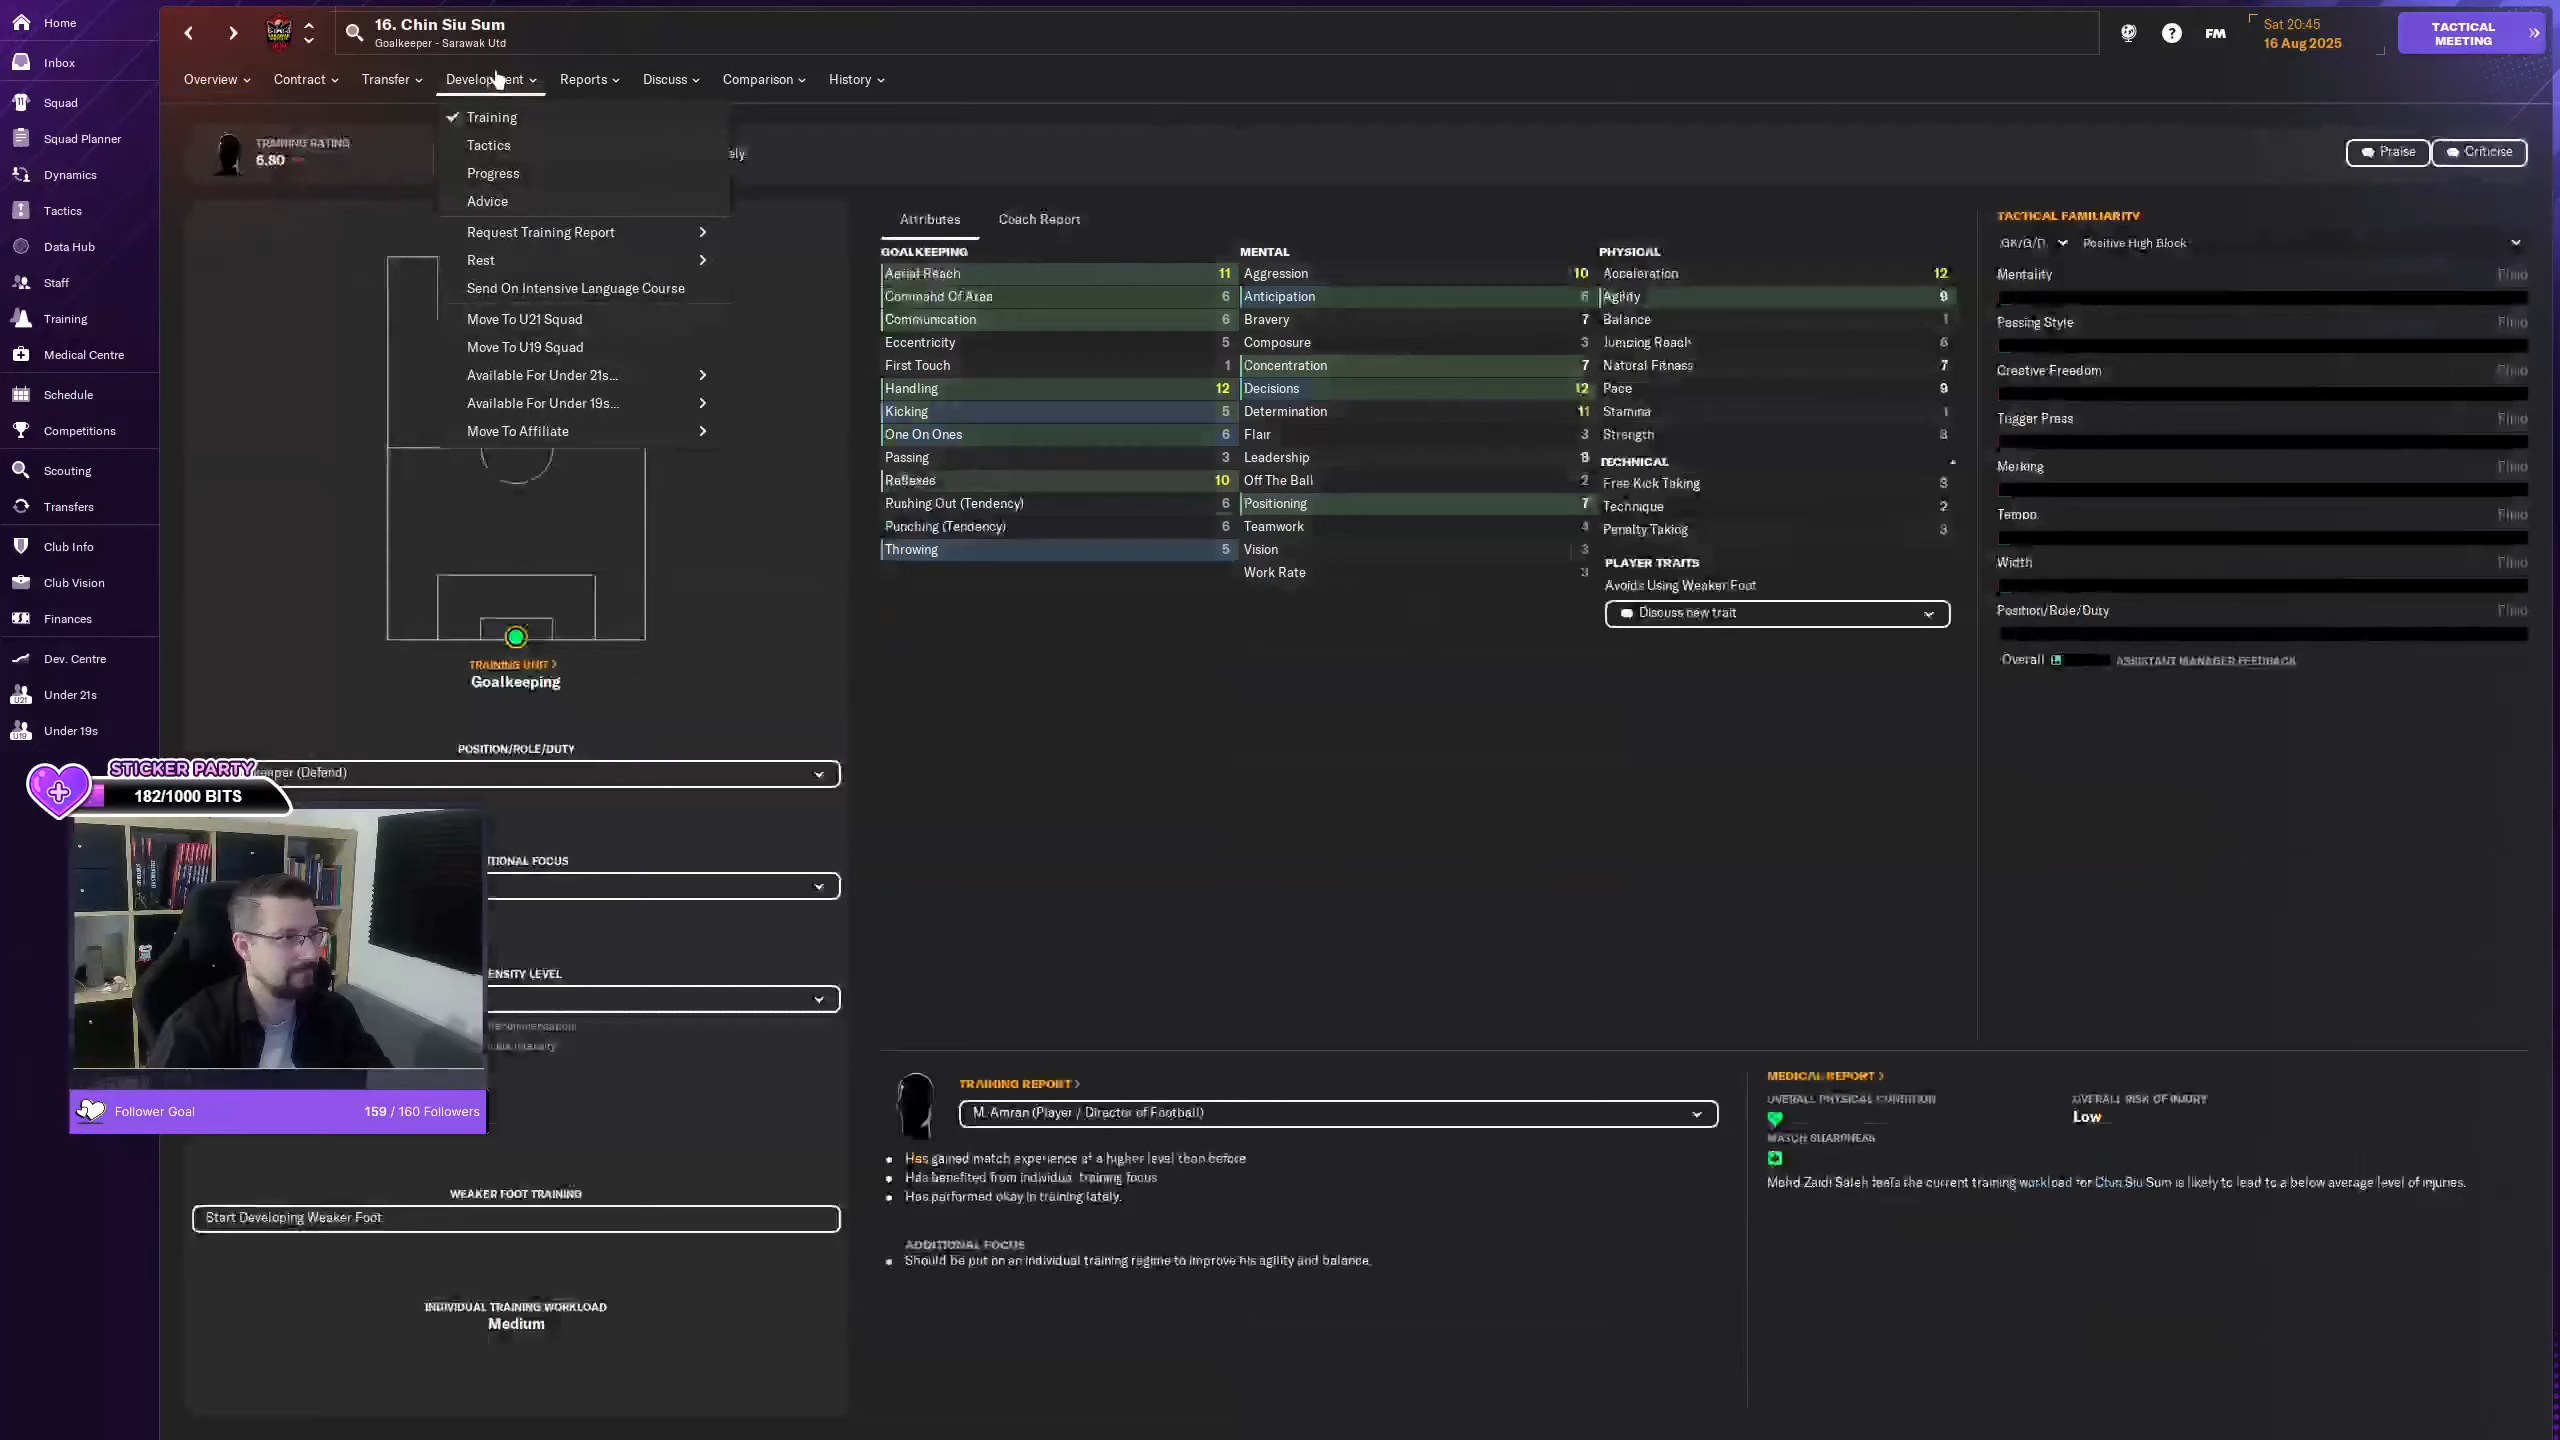 Home
Inbox
Squad
Squad Planner
Dynamics
Tactics
Data Hub
Staff
Training
Medical Centre
Schedule
Competitions
Scouting
Transfers
Club Info
Club Vision
Finances
Dev. Centre
Under 21s
Under 19s
16. Chin Siu Sum
Goalkeeper - Sarawak Utd
FM
Sat 20:45
16 Aug 2025
TACTICAL MEETING
Overview
Contract
Transfer
Development
Reports
Discuss
Comparison
History
Training
Tactics
Progress
Advice
Request Training Report
Rest
Send On Intensive Language Course
Move To U21 Squad
Move To U19 Squad
Available For Under 21s...
Available For Under 19s...
Move To Affiliate
TRAINING RATING
6.80
ely
Praise
Criticise
TRAINING UNIT
Goalkeeping
POSITION/ROLE/DUTY
eeper (Defend)
TIONAL FOCUS
ENSITY LEVEL
WEAKER FOOT TRAINING
Start Developing Weaker Foot
INDIVIDUAL TRAINING WORKLOAD
Medium
STICKER PARTY
182/1000 BITS
Follower Goal
159 / 160 Followers
Attributes
Coach Report
GOALKEEPING
Aerial Reach 11
Command Of Area 6
Communication 6
Eccentricity 5
First Touch 1
Handling 12
Kicking 5
One On Ones 6
Passing 3
Reflexes 10
Rushing Out (Tendency) 6
Punching (Tendency) 6
Throwing 5
MENTAL
Aggression 10
Anticipation 6
Bravery 7
Composure 3
Concentration 7
Decisions 12
Determination 11
Flair 3
Leadership
Off The Ball 2
Positioning 7
Teamwork 4
Vision 3
Work Rate 3
PHYSICAL
Acceleration 12
Agility 9
Balance 1
Jumping Reach 6
Natural Fitness 7
Pace 9
Stamina 1
Strength
TECHNICAL
Free Kick Taking 3
Technique 2
Penalty Taking 3
PLAYER TRAITS
Avoids Using Weaker Foot
Discuss new trait
TACTICAL FAMILIARITY
Positive High Block
Mentality
Passing Style
Creative Freedom
Trigger Press
Marking
Tempo
Width
Position/Role/Duty
Overall
ASSISTANT MANAGER FEEDBACK
TRAINING REPORT
M. Amran (Player / Director of Football)
Has gained match experience at a higher level than before
Has benefited from individual training focus
Has performed okay in training lately.
ADDITIONAL FOCUS
Should be put on an individual training regime to improve his agility and balance.
MEDICAL REPORT
OVERALL PHYSICAL CONDITION
OVERALL RISK OF INJURY
Low
MATCH SHARPNESS
Mohd Zaidi Saleh feels the current training workload for Chin Siu Sum is likely to lead to a below average level of injuries.